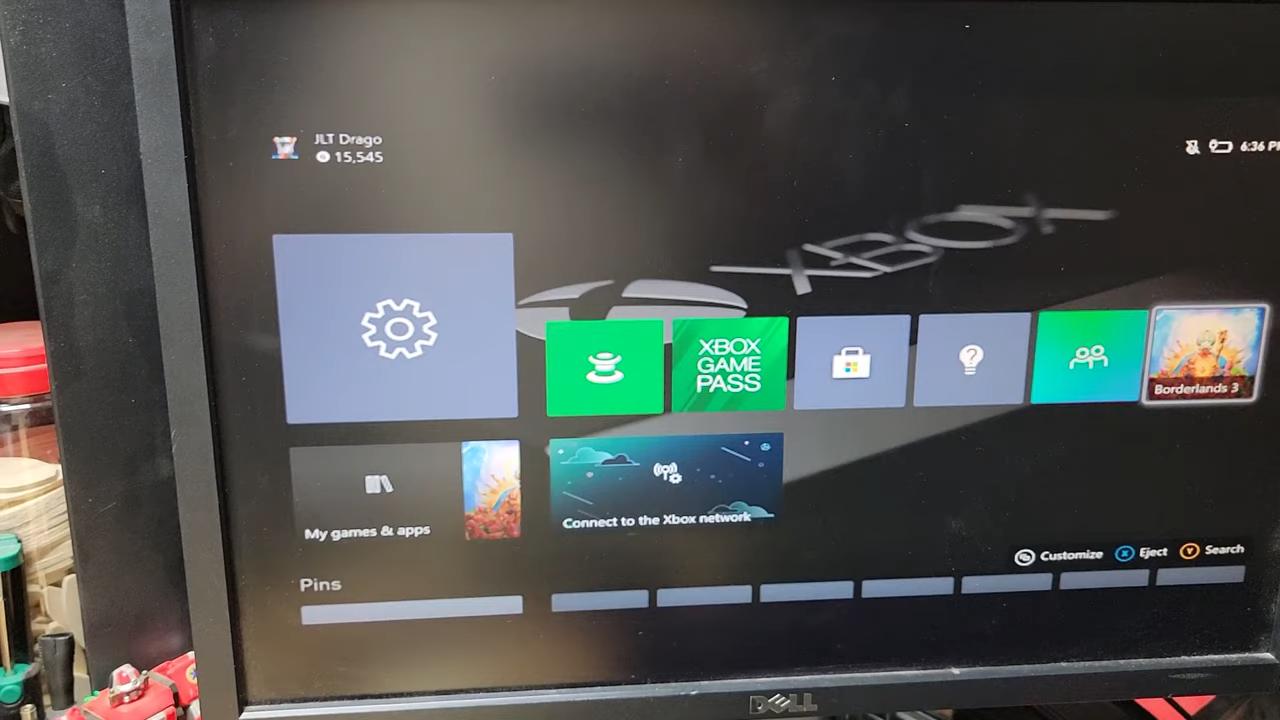 JLT Drago
15,545
6:36 P
XBOX
XBOX
GAME
PASS
Borderlands 3
My games & apps
Connect to the Xbox network
Customize
X Eject
Y Search
Pins
DELL